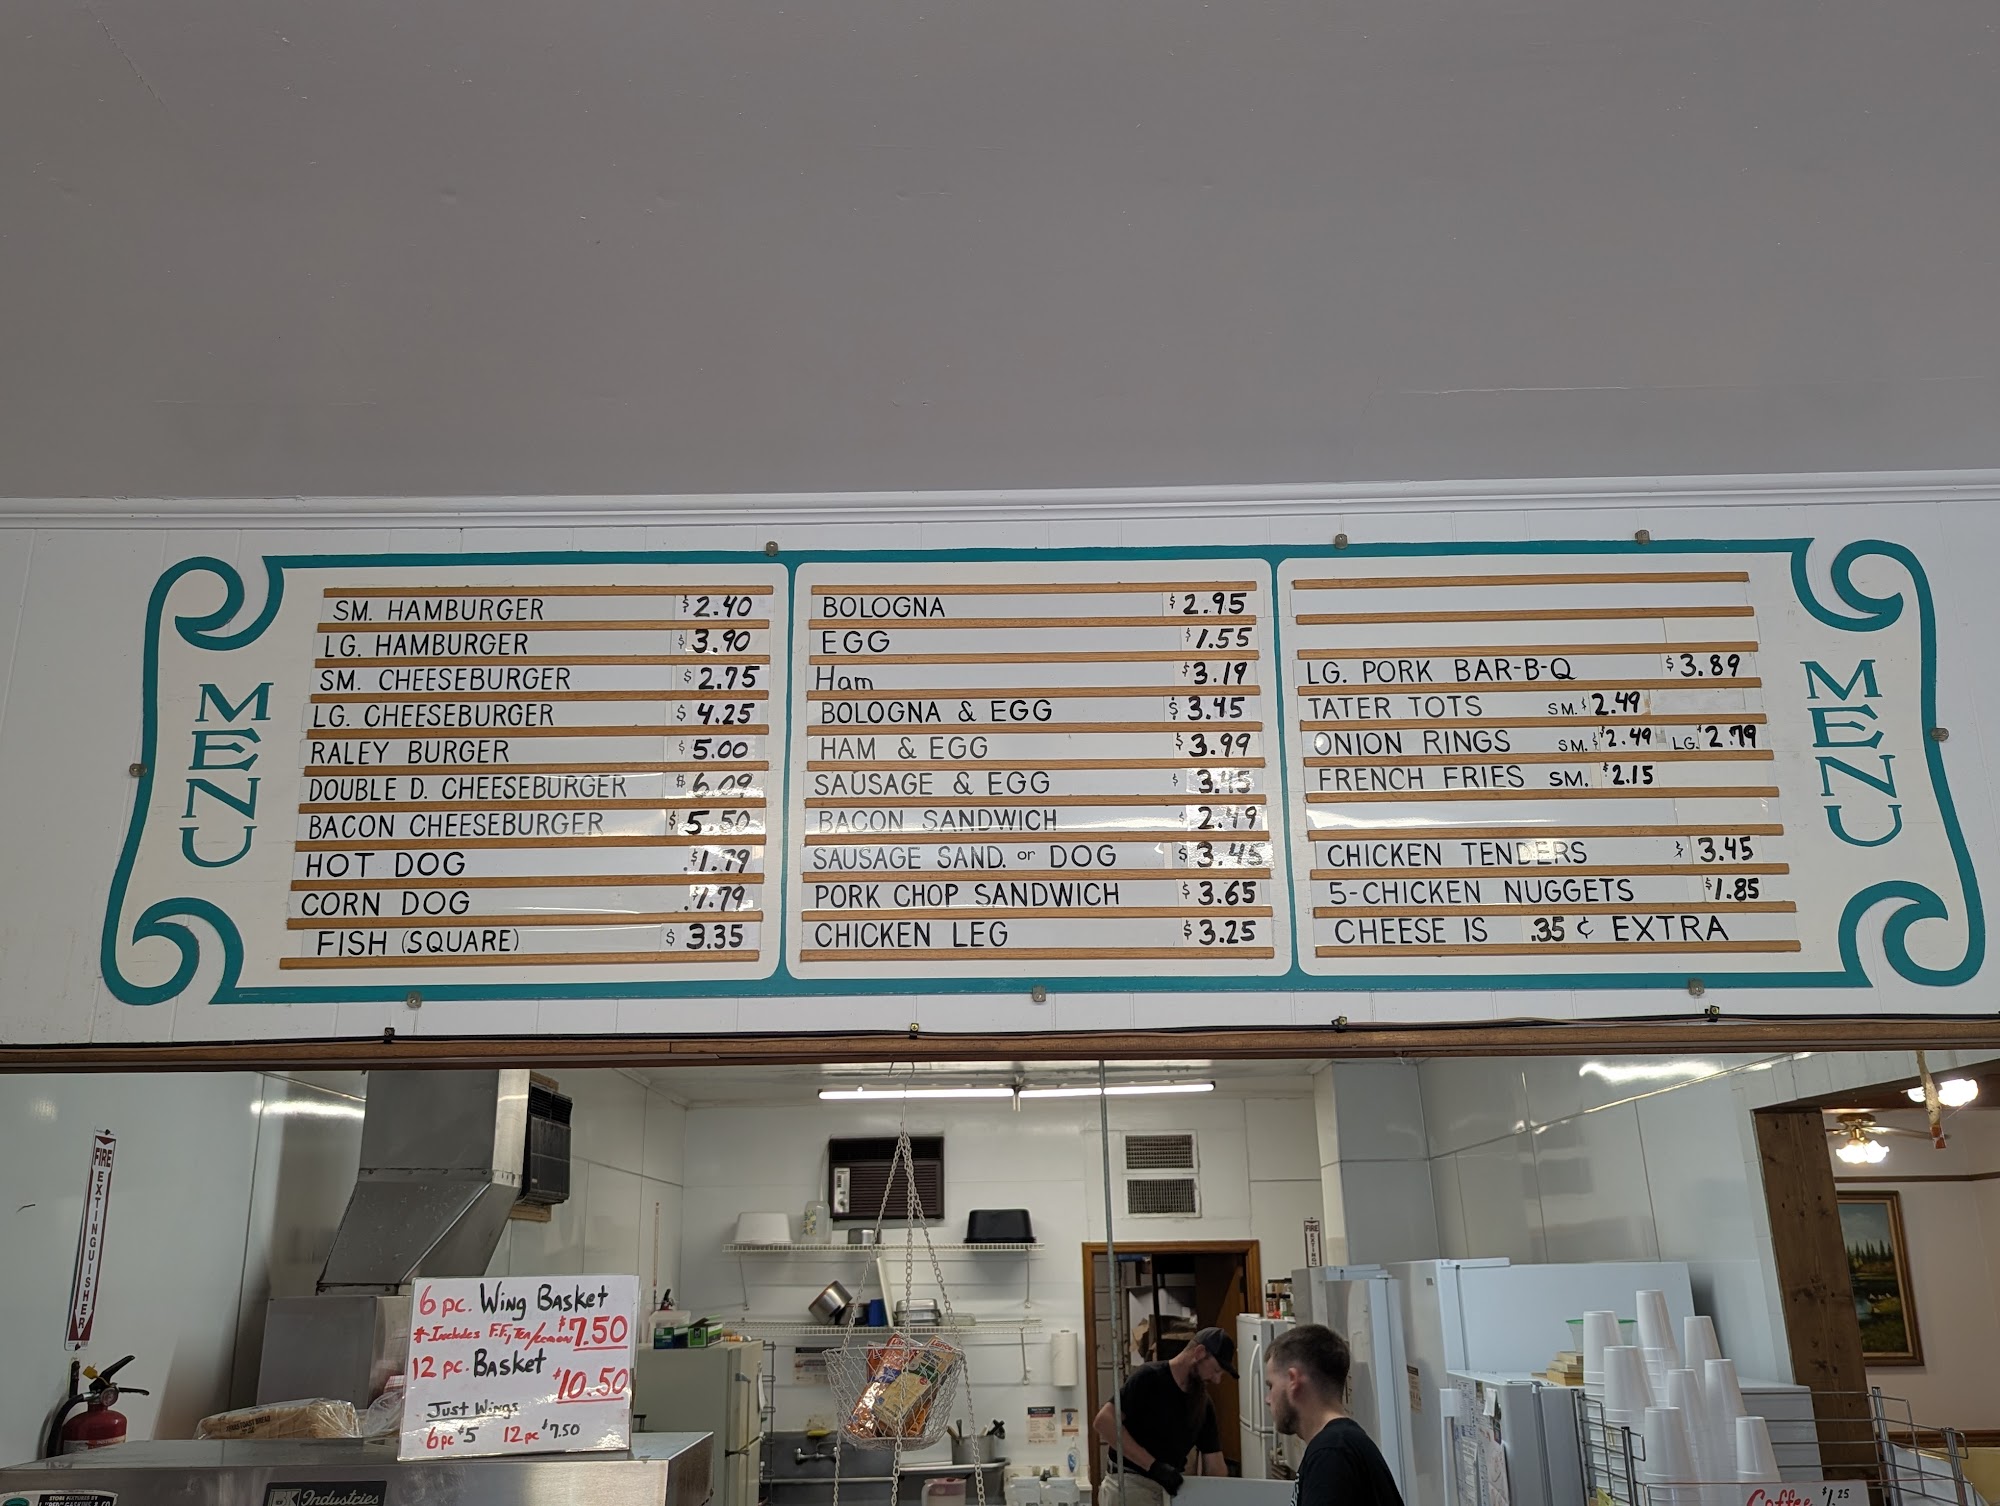 MENU
SM. HAMBURGER $2.40
LG. HAMBURGER $3.90
SM. CHEESEBURGER $2.75
LG. CHEESEBURGER $4.25
RALEY BURGER $5.00
DOUBLE D. CHEESEBURGER $6.09
BACON CHEESEBURGER $5.50
HOT DOG $1.79
CORN DOG $1.79
FISH (SQUARE) $3.35
BOLOGNA $2.95
EGG $1.55
Ham $3.19
BOLOGNA & EGG $3.45
HAM & EGG $3.99
SAUSAGE & EGG $3.45
BACON SANDWICH $2.49
SAUSAGE SAND. or DOG $3.45
PORK CHOP SANDWICH $3.65
CHICKEN LEG $3.25
LG. PORK BAR-B-Q $3.89
TATER TOTS SM. $2.49
ONION RINGS SM. $2.49 LG. $2.79
FRENCH FRIES SM. $2.15
CHICKEN TENDERS $3.45
5-CHICKEN NUGGETS $1.85
CHEESE IS .35 ¢ EXTRA
MENU
FIRE EXTINGUISHER
6 pc. Wing Basket
*-Includes F.F, Tea/Lemon $7.50
12 pc. Basket $10.50
Just Wings
6pc $5 12pc $7.50
Industries
FIRE
Coffee $1.25